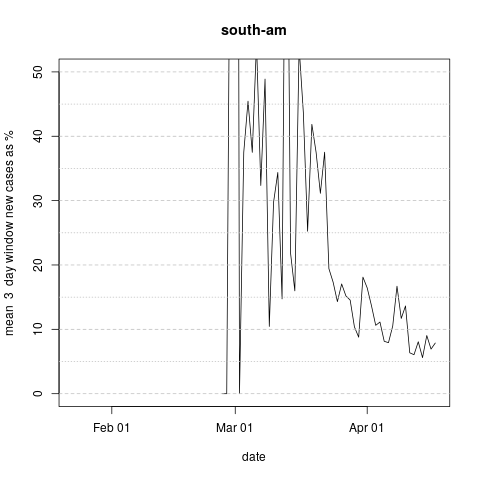 south-am
mean 3 day window new cases as %
50
40
30
20
10
0
Feb 01
Mar 01
Apr 01
date